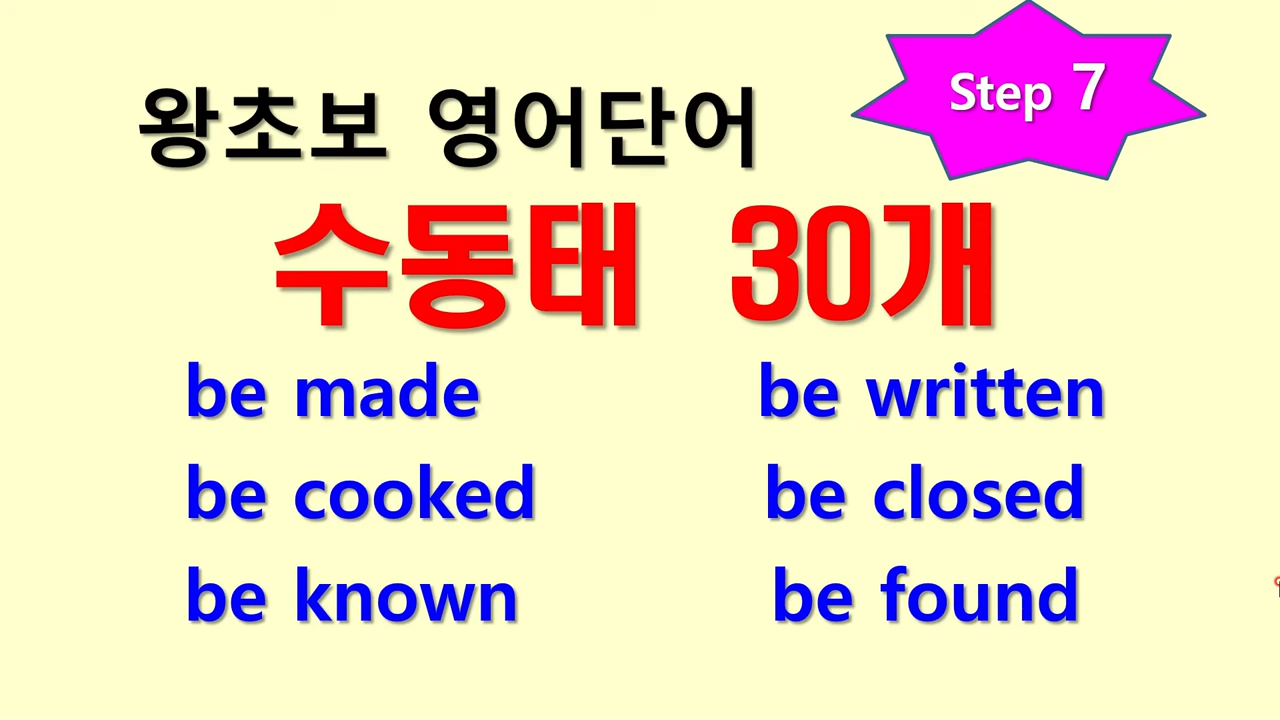 Step 7
왕초보 영어단어
수동태 30개
be made
be written
be cooked
be closed
be known
be found